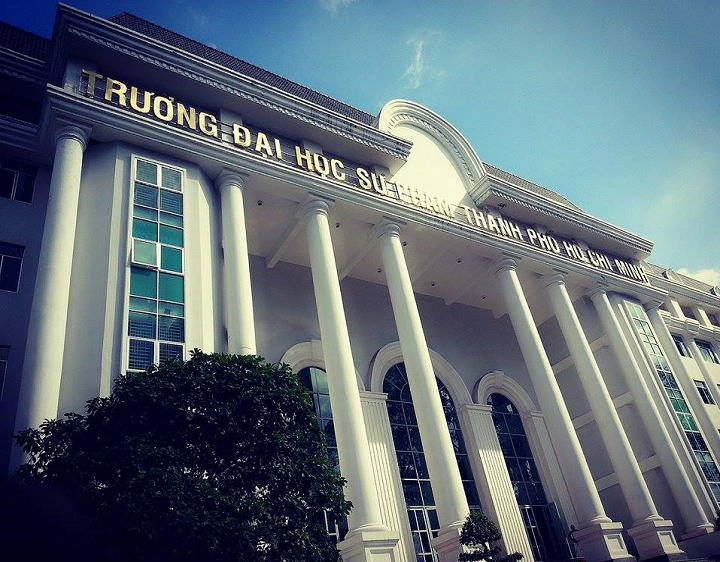 TRƯỜNG ĐẠI HỌC SƯ PHẠM THÀNH PHỐ HỒ CHÍ MINH